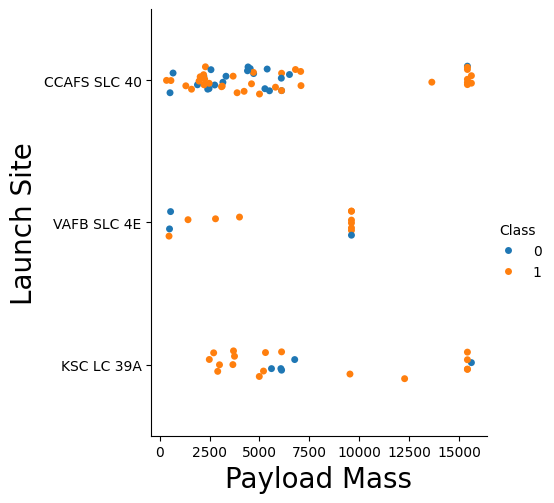 CCAFS SLC 40
VAFB SLC 4E
KSC LC 39A
Launch Site
0
2500
5000
7500
10000
12500
15000
Payload Mass
Class
0
1